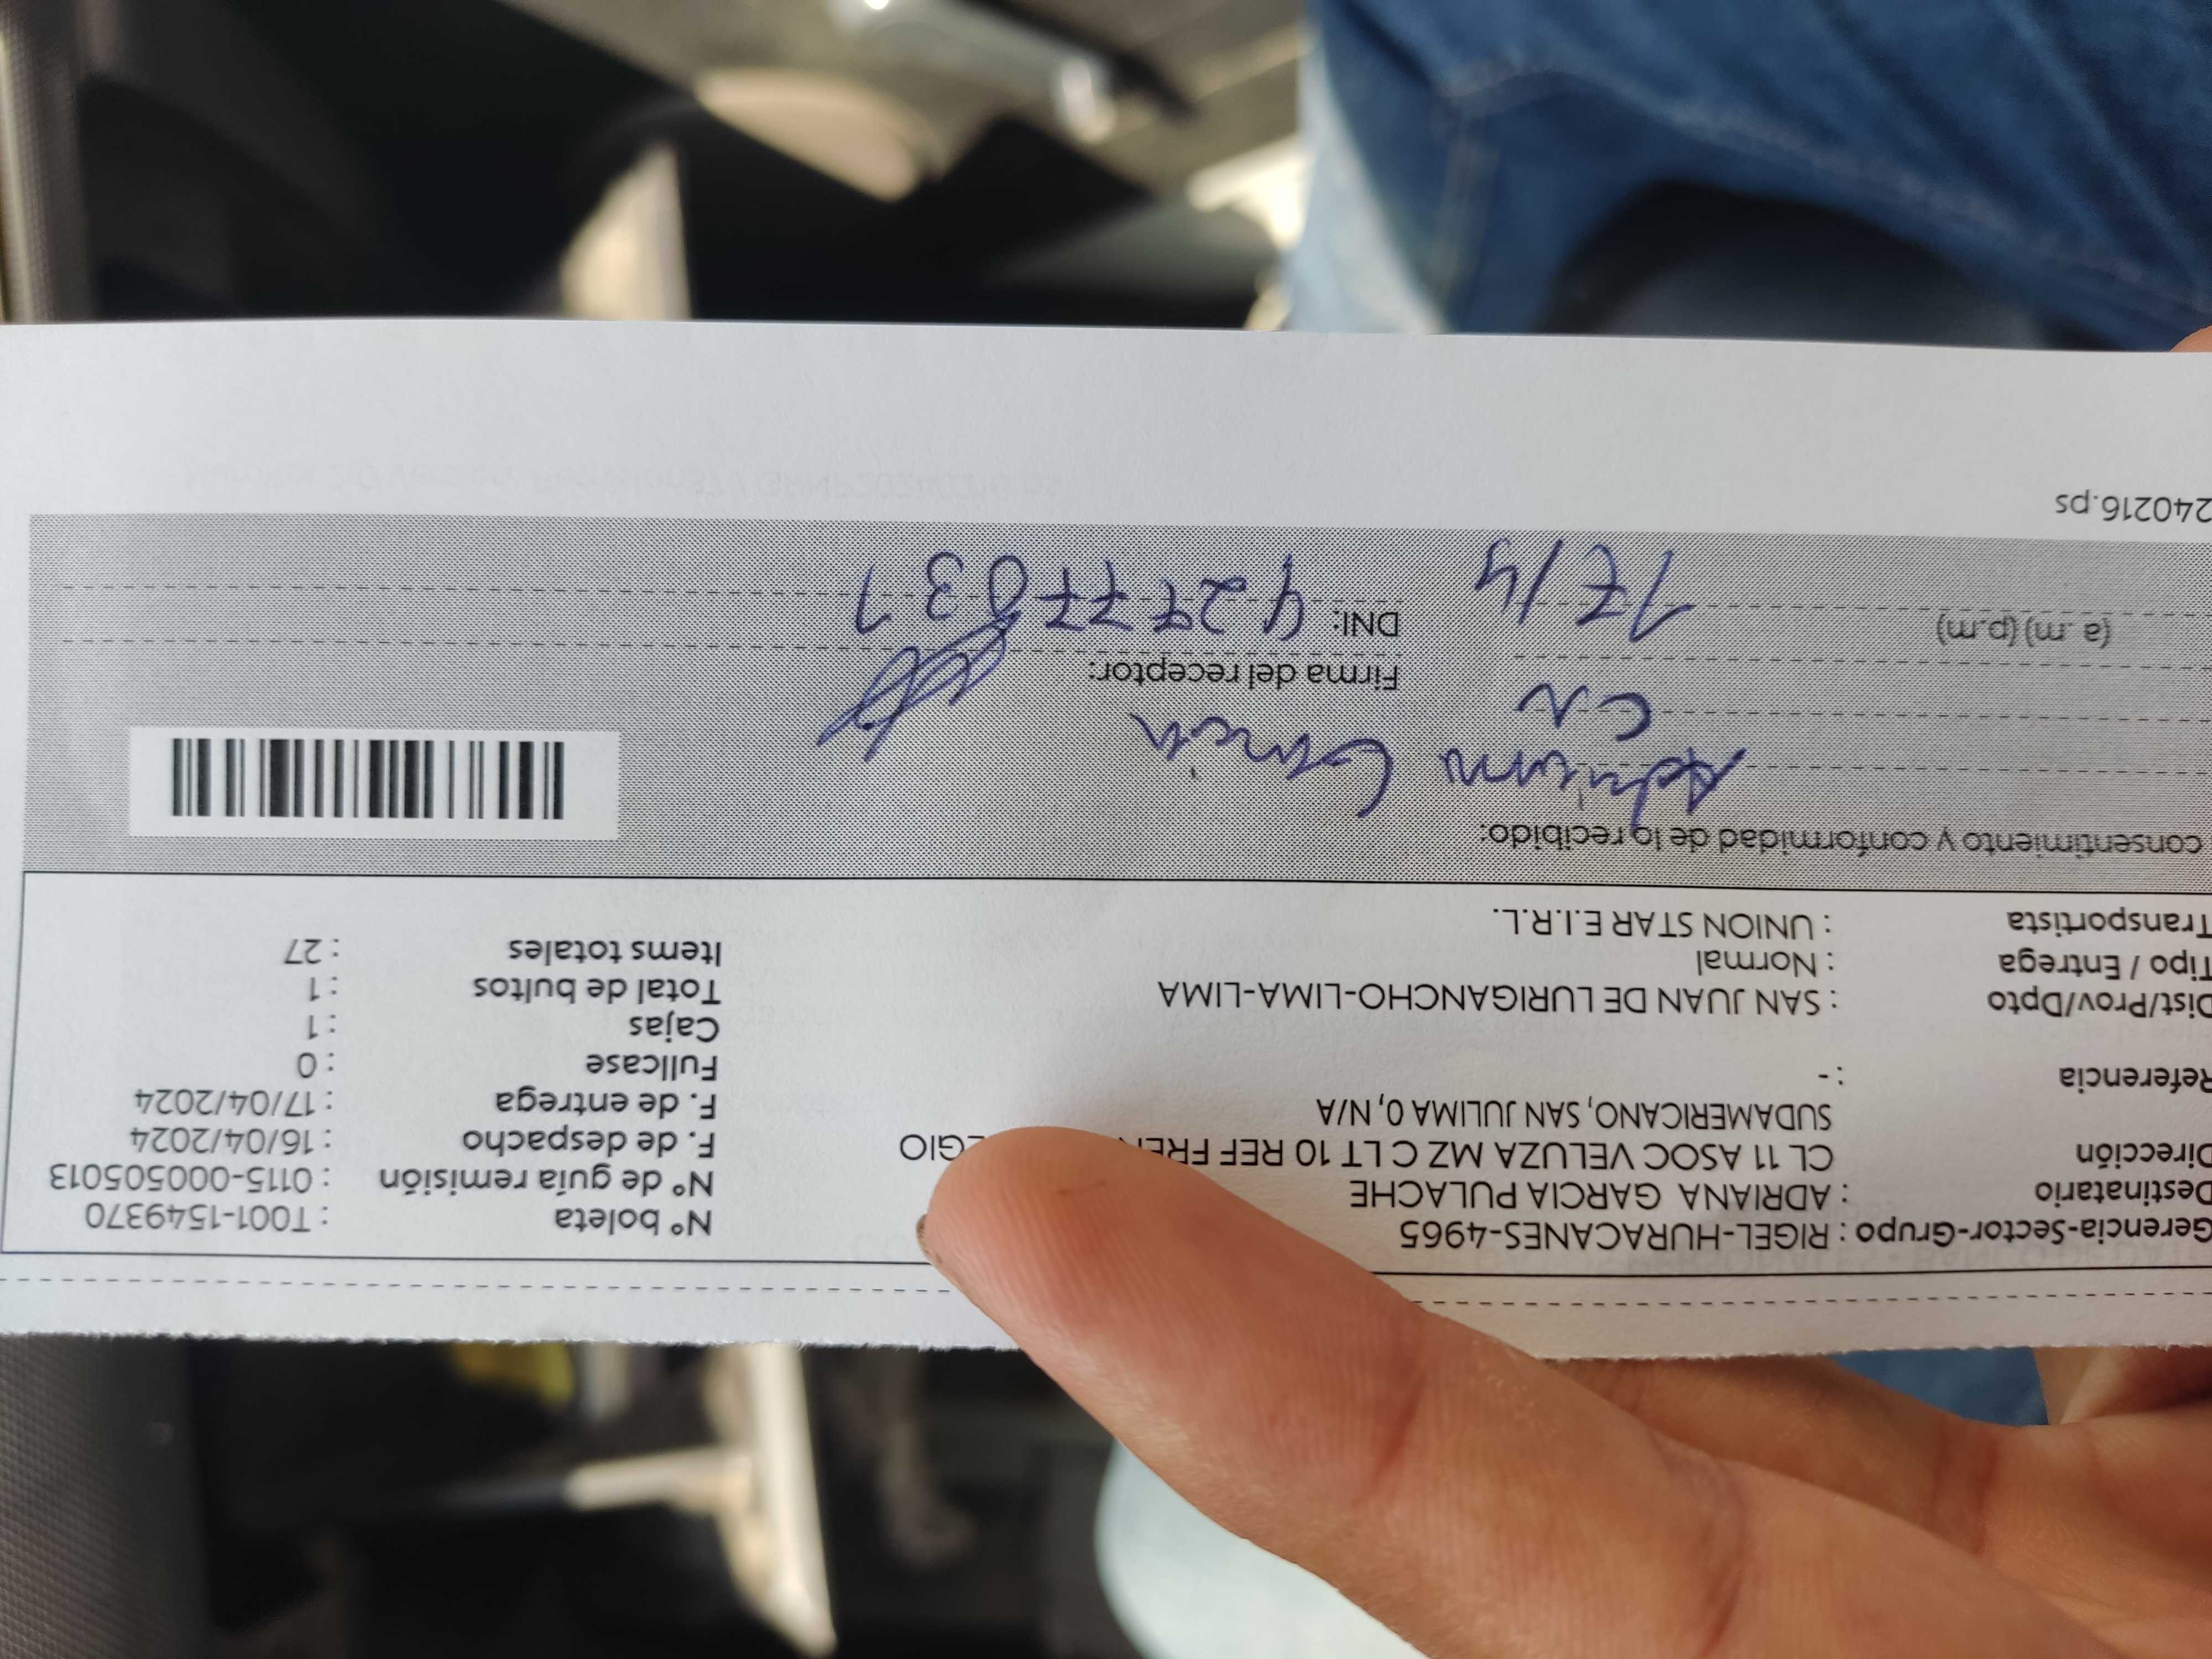 Gerencia-Sector-Grupo : RIGEL-HURACANES-4965
Destinatario : ADRIANA GARCIA PULACHE
Dirección : CL 11 ASOC VELUZA MZ C LT 10 REF
SUDAMERICANO, SAN JULIMA 0, N/A
Referencia : -
Dist/Prov/Dpto : SAN JUAN DE LURIGANCHO-LIMA-LIMA
Tipo / Entrega : Normal
Transportista : UNION STAR E.I.R.L.
N° boleta : T001-1549370
N° de guía remisión : 0115-000505013
F. de despacho : 16/04/2024
F. de entrega : 17/04/2024
Fullcase : 0
Cajas : 1
Total de bultos : 1
Items totales : 27
consentimiento y conformidad de lo recibido:
Adriana Garcia
Firma del receptor:
(a .m) (p.m) 17/4
DNI: 42777831
240216.ps